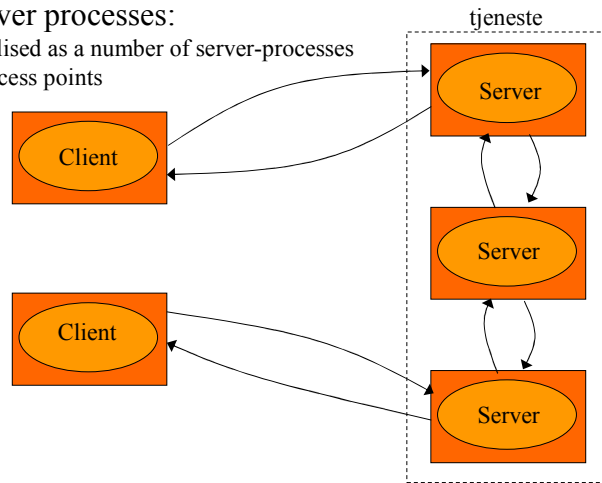 ver processes:
tjeneste
lised as a number of server-processes
cess points
Server
Client
Server
Client
Server